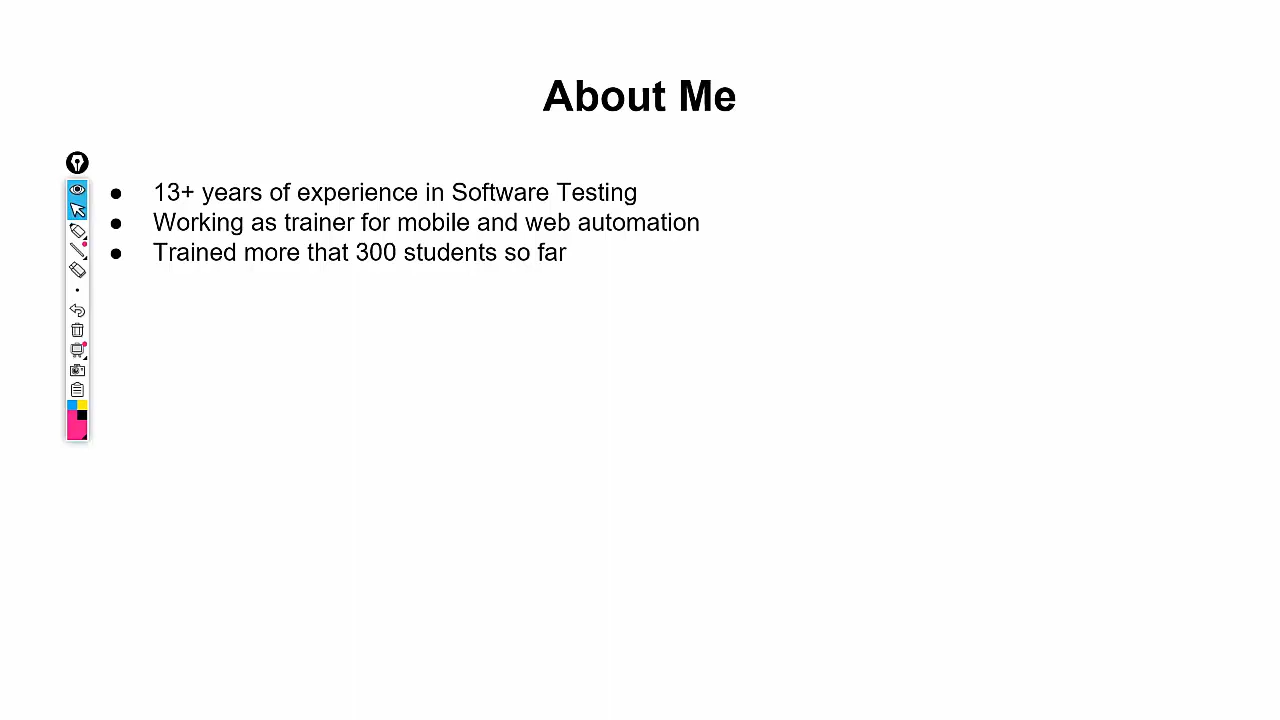 About Me
● 13+ years of experience in Software Testing
● Working as trainer for mobile and web automation
● Trained more that 300 students so far